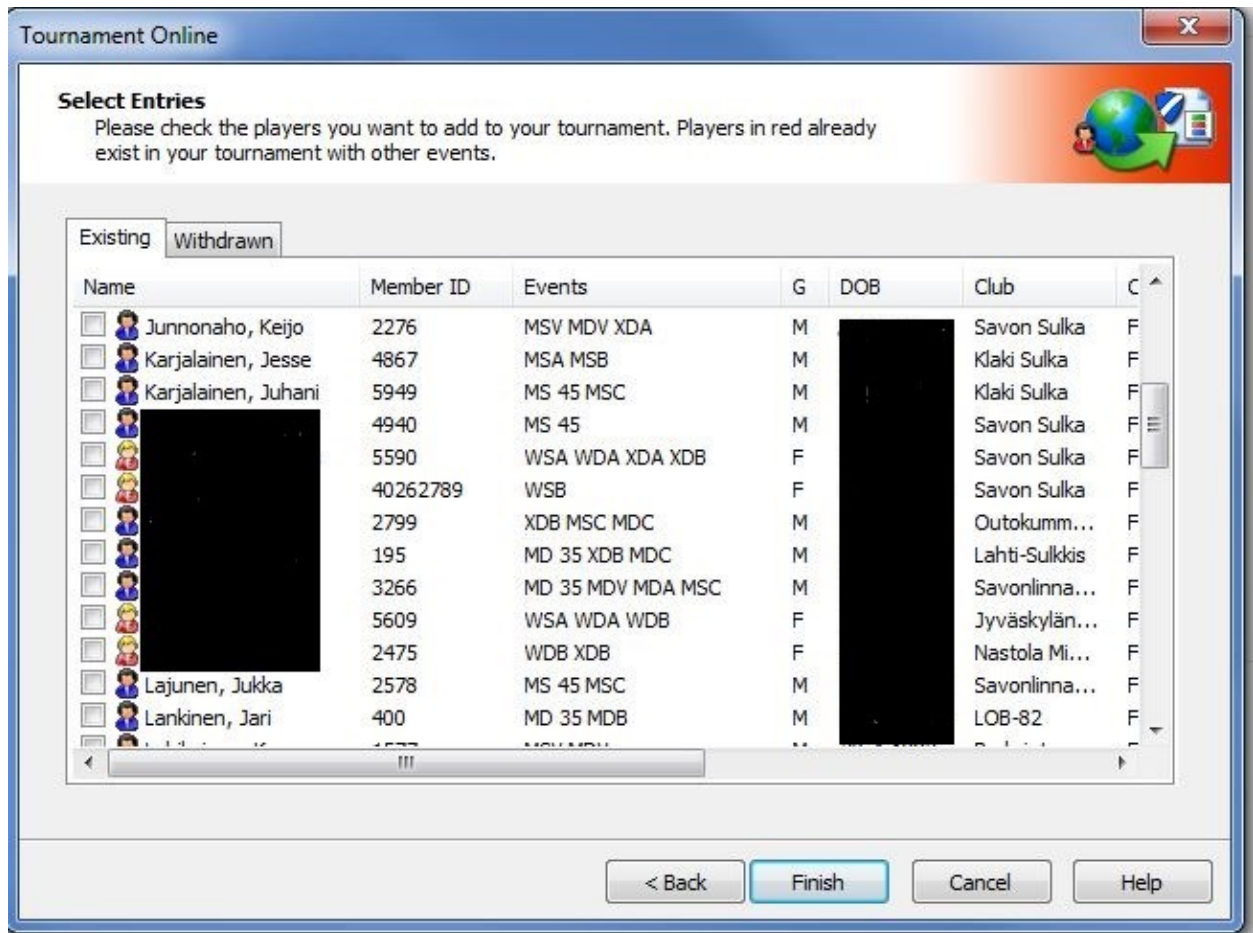 Tournament Online
Select Entries
Please check the players you want to add to your tournament. Players in red already
exist in your tournament with other events.
Existing Withdrawn
Name Member ID Events G DOB Club C
Junnonaho, Keijo 2276 MSV MDV XDA M Savon Sulka F
Karjalainen, Jesse 4867 MSA MSB M Klaki Sulka F
Karjalainen, Juhani 5949 MS 45 MSC M Klaki Sulka F
4940 MS 45 M Savon Sulka F
5590 WSA WDA XDA XDB F Savon Sulka F
40262789 WSB F Savon Sulka F
2799 XDB MSC MDC M Outokumm... F
195 MD 35 XDB MDC M Lahti-Sulkkis F
3266 MD 35 MDV MDA MSC M Savonlinna... F
5609 WSA WDA WDB F Jyväskylän... F
2475 WDB XDB F Nastola Mi... F
Lajunen, Jukka 2578 MS 45 MSC M Savonlinna... F
Lankinen, Jari 400 MD 35 MDB M LOB-82 F
< Back Finish Cancel Help